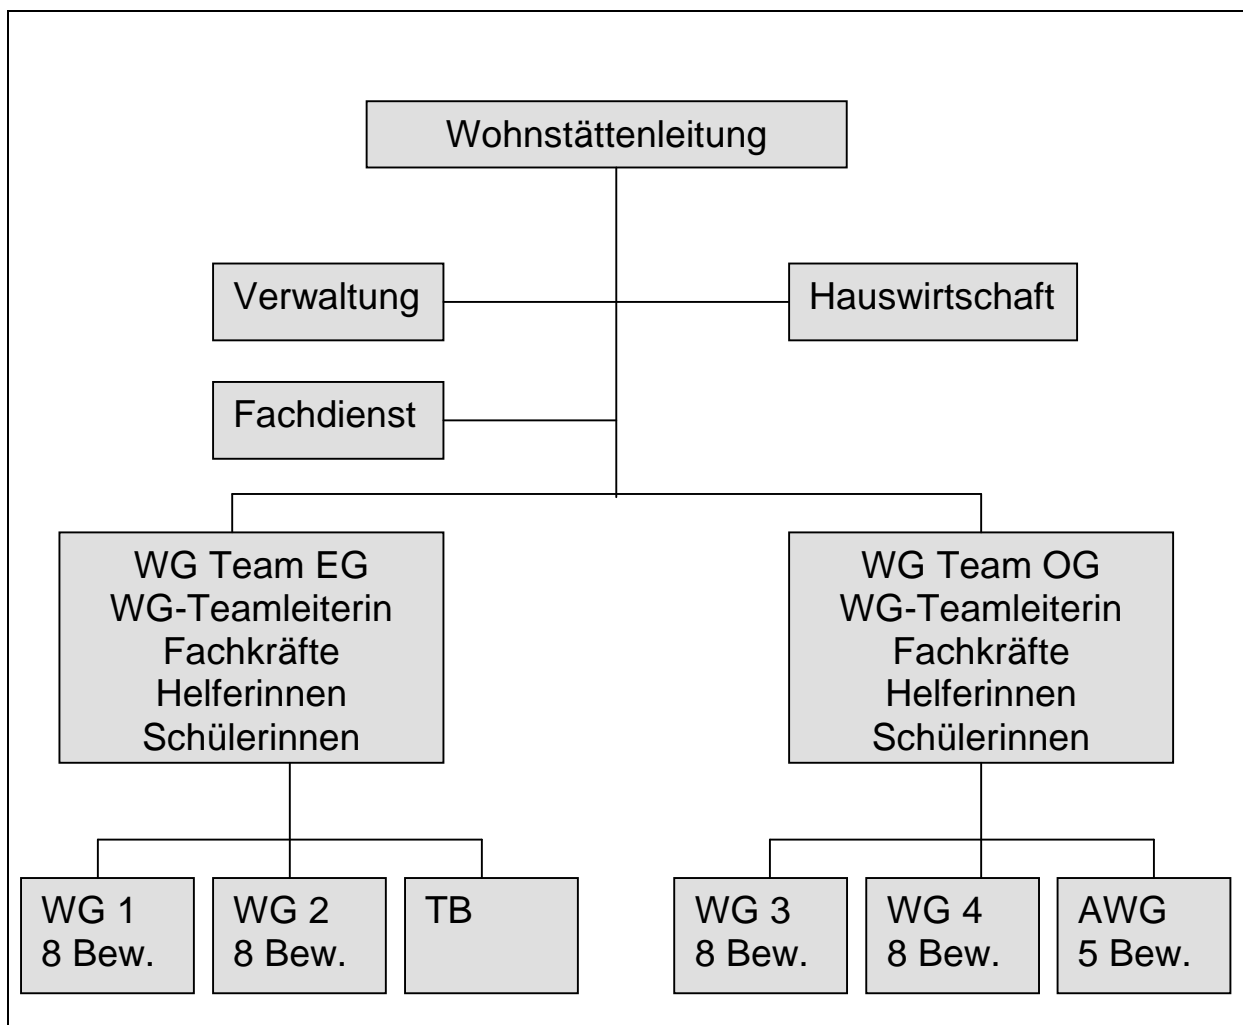 Wohnstättenleitung
Verwaltung
Hauswirtschaft
Fachdienst
WG Team EG
WG-Teamleiterin
Fachkräfte
Helferinnen
Schülerinnen
WG Team OG
WG-Teamleiterin
Fachkräfte
Helferinnen
Schülerinnen
WG 1
8 Bew.
WG 2
8 Bew.
TB
WG 3
8 Bew.
WG 4
8 Bew.
AWG
5 Bew.